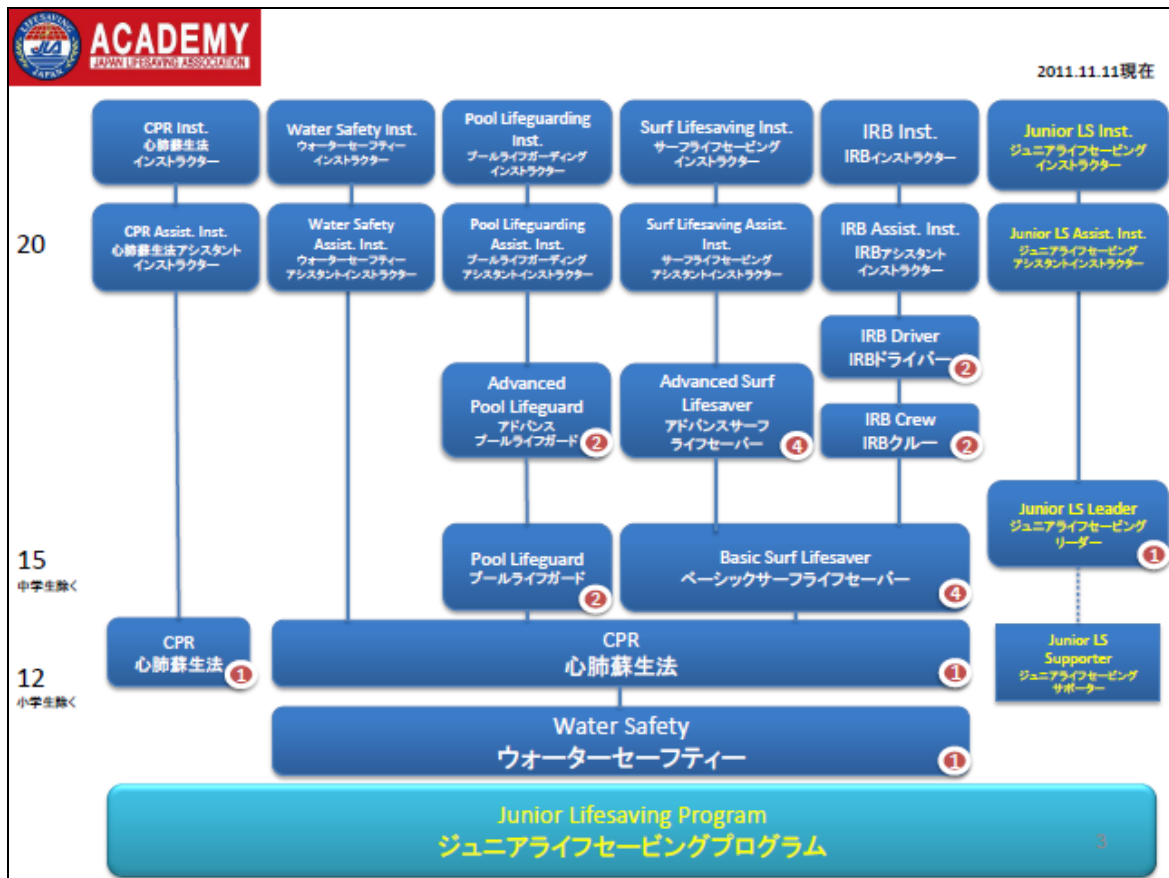 JLA
JAPAN
ACADEMY
JAPAN LIFESAVING ASSOCIATION
2011.11.11現在
CPR Inst.
心肺蘇生法
インストラクター
Water Safety Inst.
ウォーターセーフティー
インストラクター
Pool Lifeguarding
Inst.
プールライフガーディング
インストラクター
Surf Lifesaving Inst.
サーフライフセービング
インストラクター
IRB Inst.
IRBインストラクター
Junior LS Inst.
ジュニアライフセービング
インストラクター
20
CPR Assist. Inst.
心肺蘇生法アシスタント
インストラクター
Water Safety
Assist. Inst.
ウォーターセーフティー
アシスタントインストラクター
Pool Lifeguarding
Assist. Inst.
プールライフガーディング
アシスタントインストラクター
Surf Lifesaving Assist.
Inst.
サーフライフセービング
アシスタントインストラクター
IRB Assist. Inst.
IRBアシスタント
インストラクター
Junior LS Assist. Inst.
ジュニアライフセービング
アシスタントインストラクター
IRB Driver
IRBドライバー
2
Advanced
Pool Lifeguard
アドバンス
プールライフガード
2
Advanced Surf
Lifesaver
アドバンスサーフ
ライフセーバー
4
IRB Crew
IRBクルー
2
Junior LS Leader
ジュニアライフセービング
リーダー
1
15
中学生除く
Pool Lifeguard
プールライフガード
2
Basic Surf Lifesaver
ベーシックサーフライフセーバー
4
12
小学生除く
CPR
心肺蘇生法
1
CPR
心肺蘇生法
1
Junior LS
Supporter
ジュニアライフセービング
サポーター
Water Safety
ウォーターセーフティー
1
Junior Lifesaving Program
ジュニアライフセービングプログラム
3